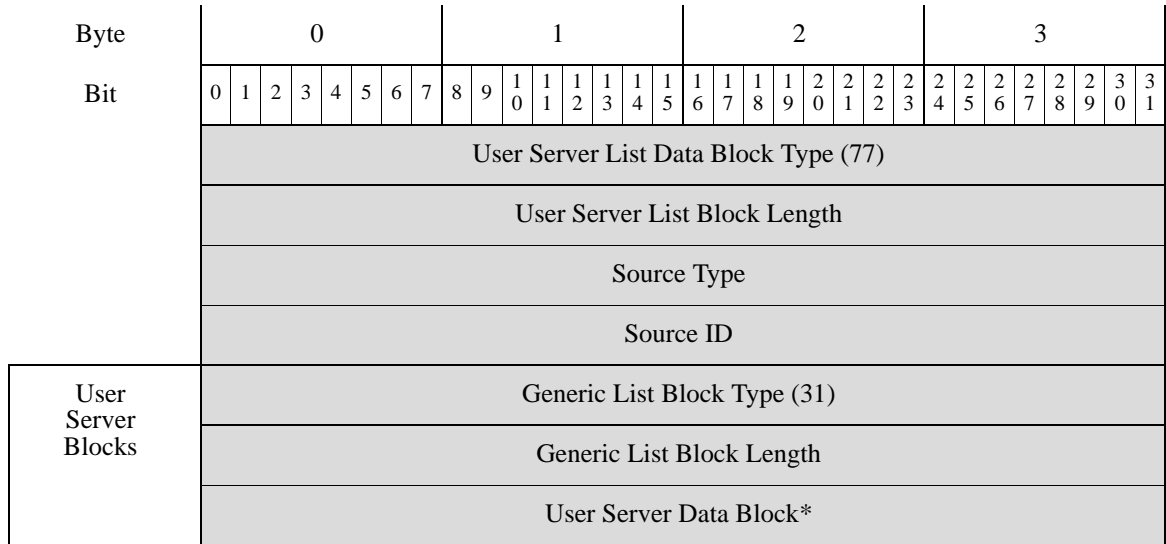 Byte 0 1 2 3
Bit 0 1 2 3 4 5 6 7 8 9 10 11 12 13 14 15 16 17 18 19 20 21 22 23 24 25 26 27 28 29 30 31
User Server List Data Block Type (77)
User Server List Block Length
Source Type
Source ID
User
Server
Blocks
Generic List Block Type (31)
Generic List Block Length
User Server Data Block*